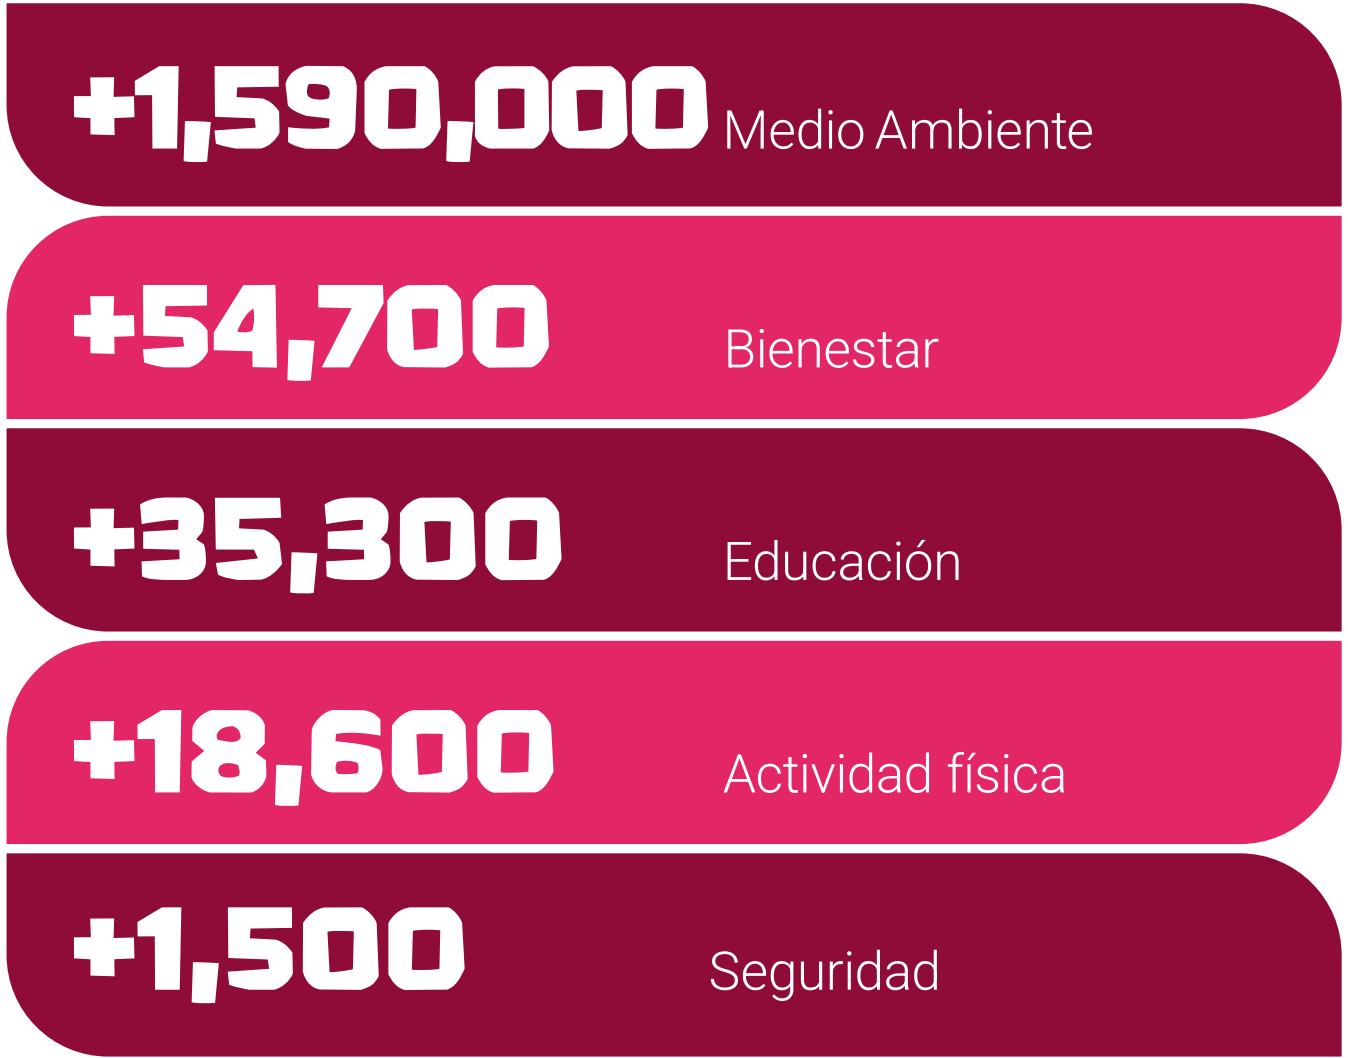 +1,590,000 Medio Ambiente
+54,700 Bienestar
+35,300 Educación
+18,600 Actividad física
+1,500 Seguridad